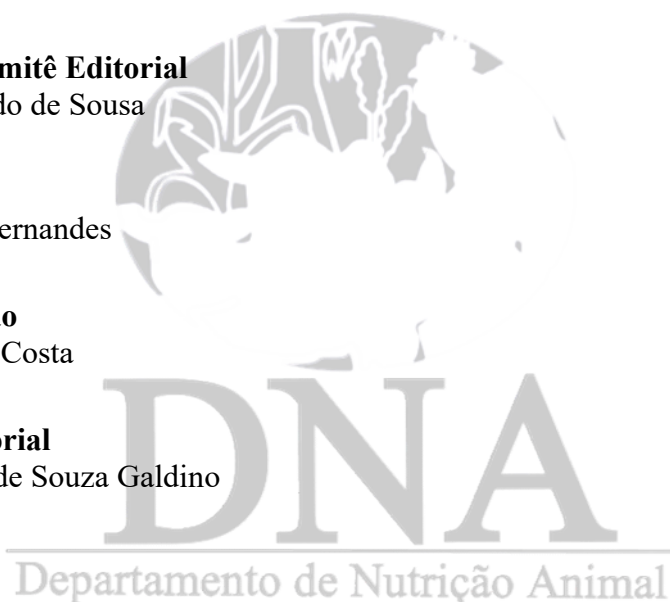 mitê Editorial
do de Sousa
ernandes
o
Costa
orial
de Souza Galdino
DNA
Departamento de Nutrição Animal